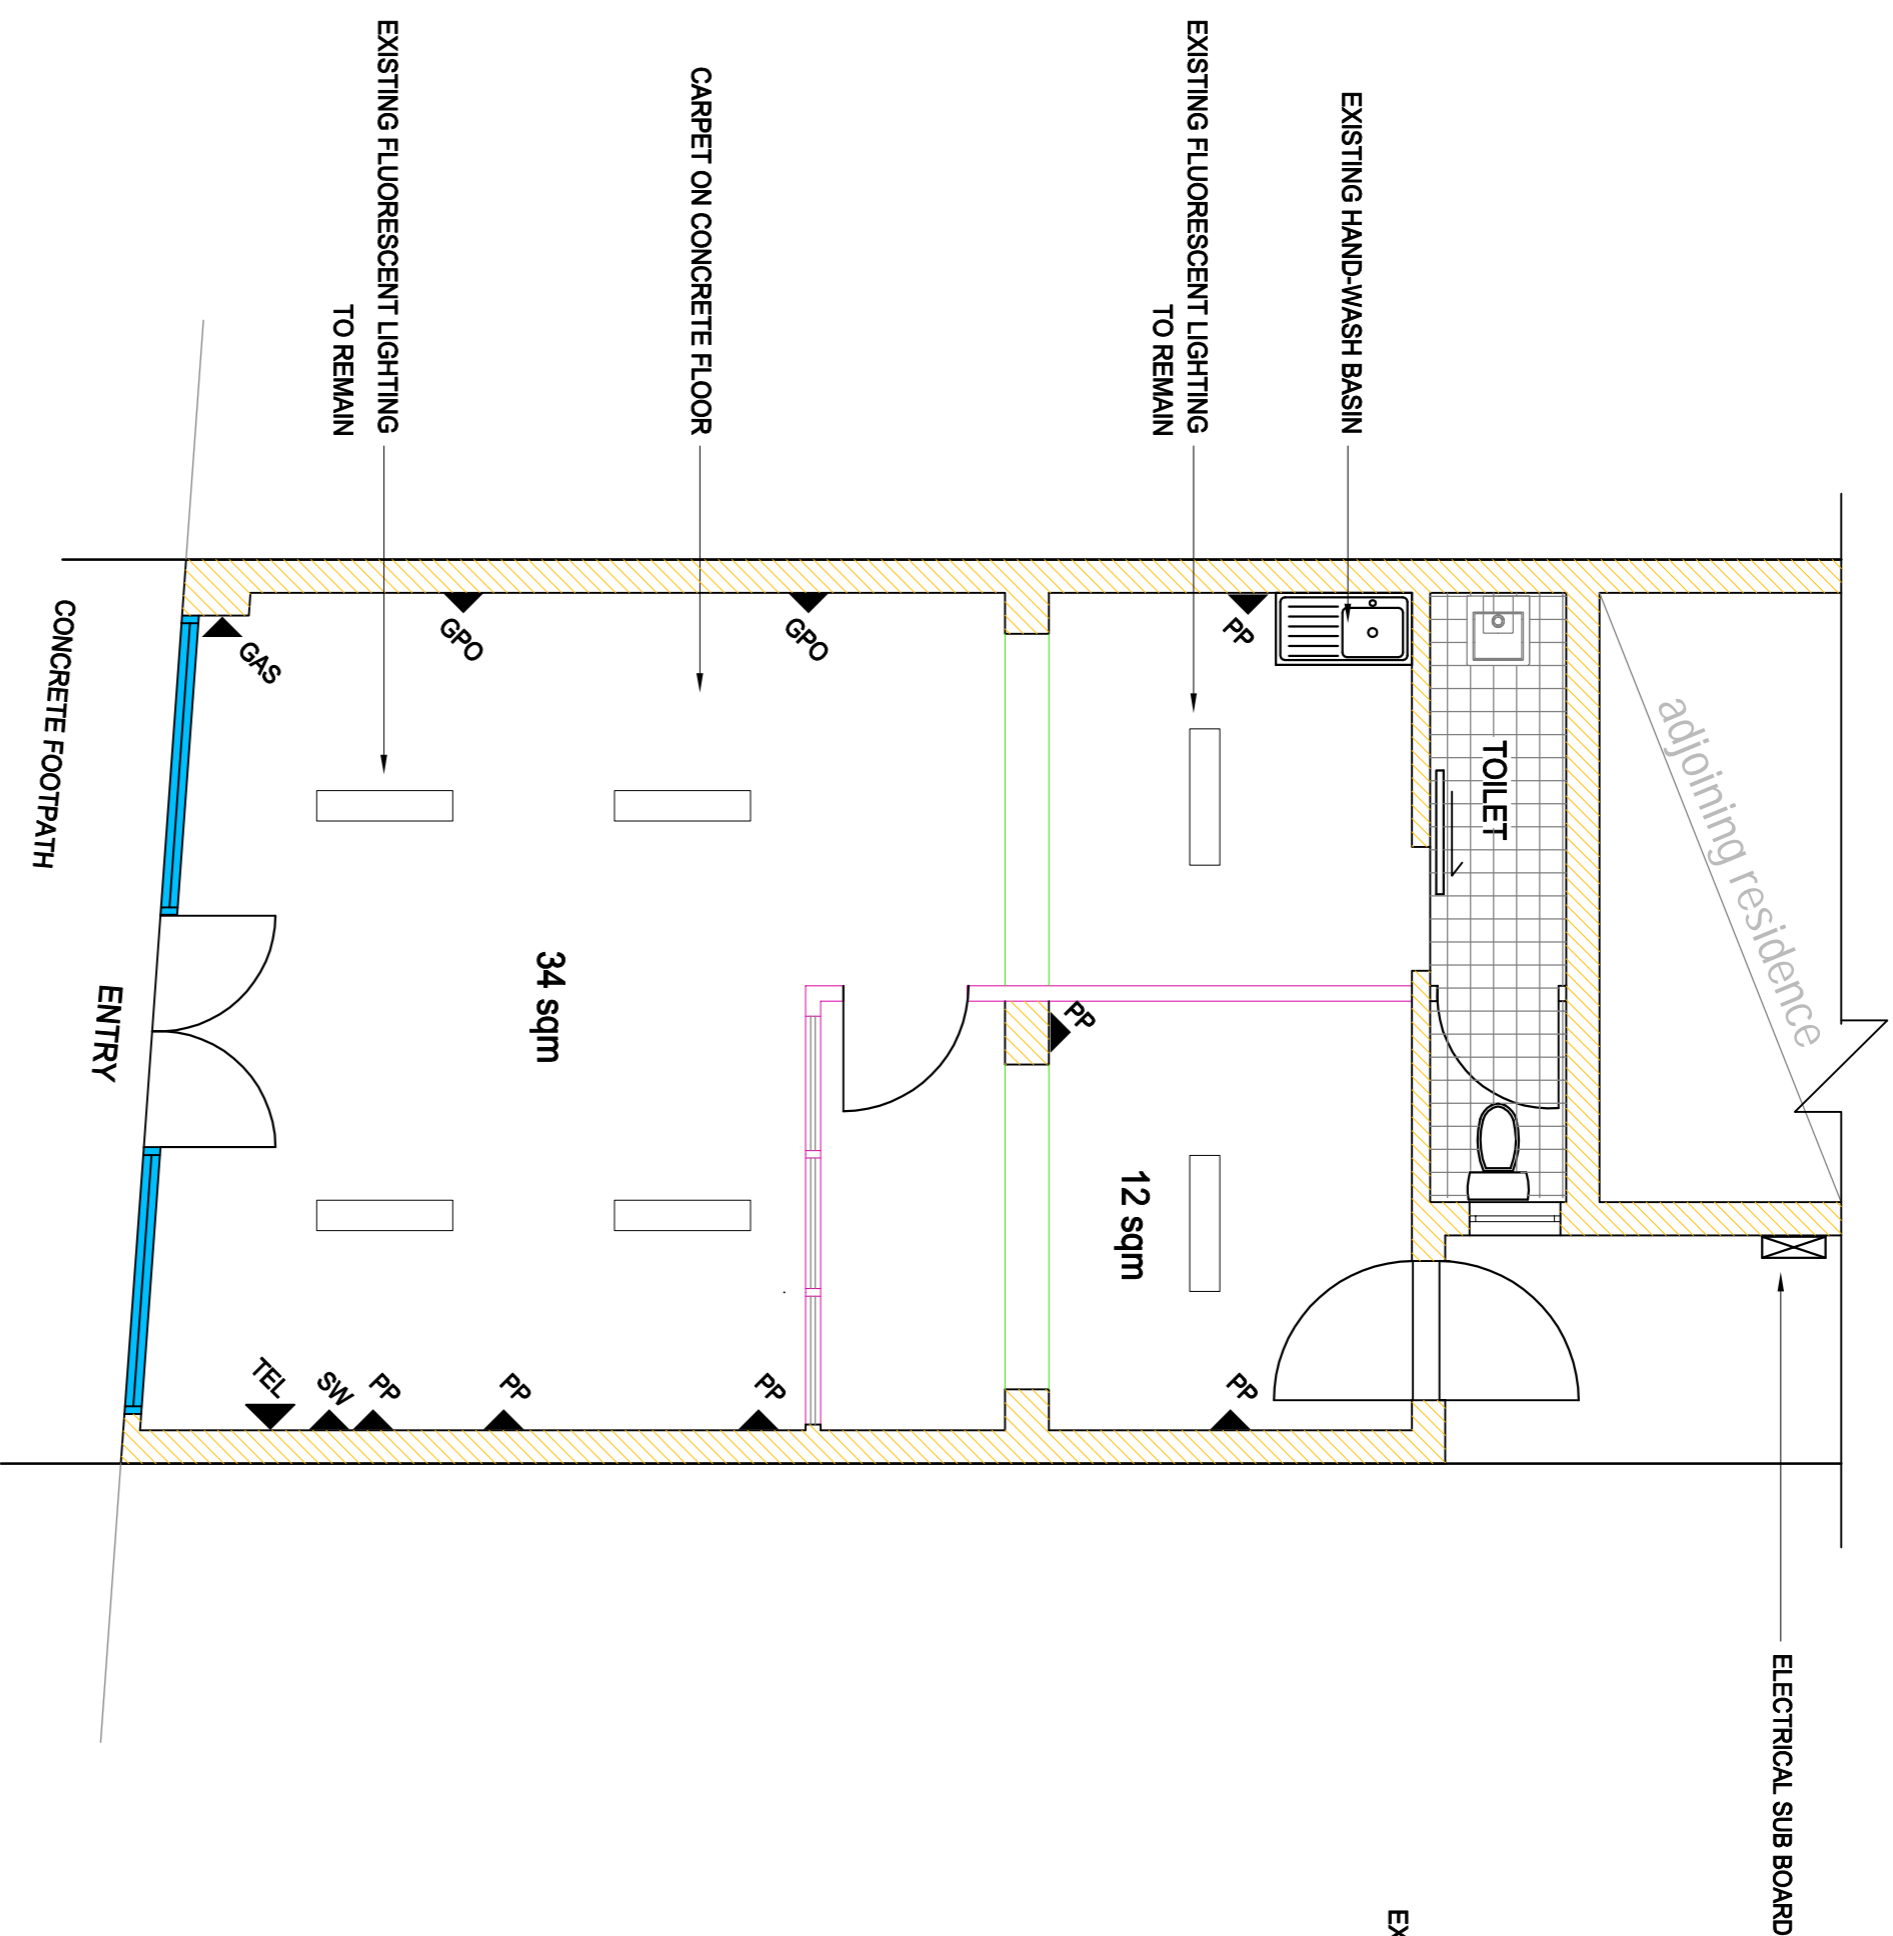 ELECTRICAL SUB BOARD
adjoining residence
TOILET
EX
EXISTING HAND-WASH BASIN
EXISTING FLUORESCENT LIGHTING
TO REMAIN
PP
PP
PP
12 sqm
GPO
GPO
CARPET ON CONCRETE FLOOR
34 sqm
PP
PP
PP
SW
TEL
EXISTING FLUORESCENT LIGHTING
TO REMAIN
GAS
ENTRY
CONCRETE FOOTPATH